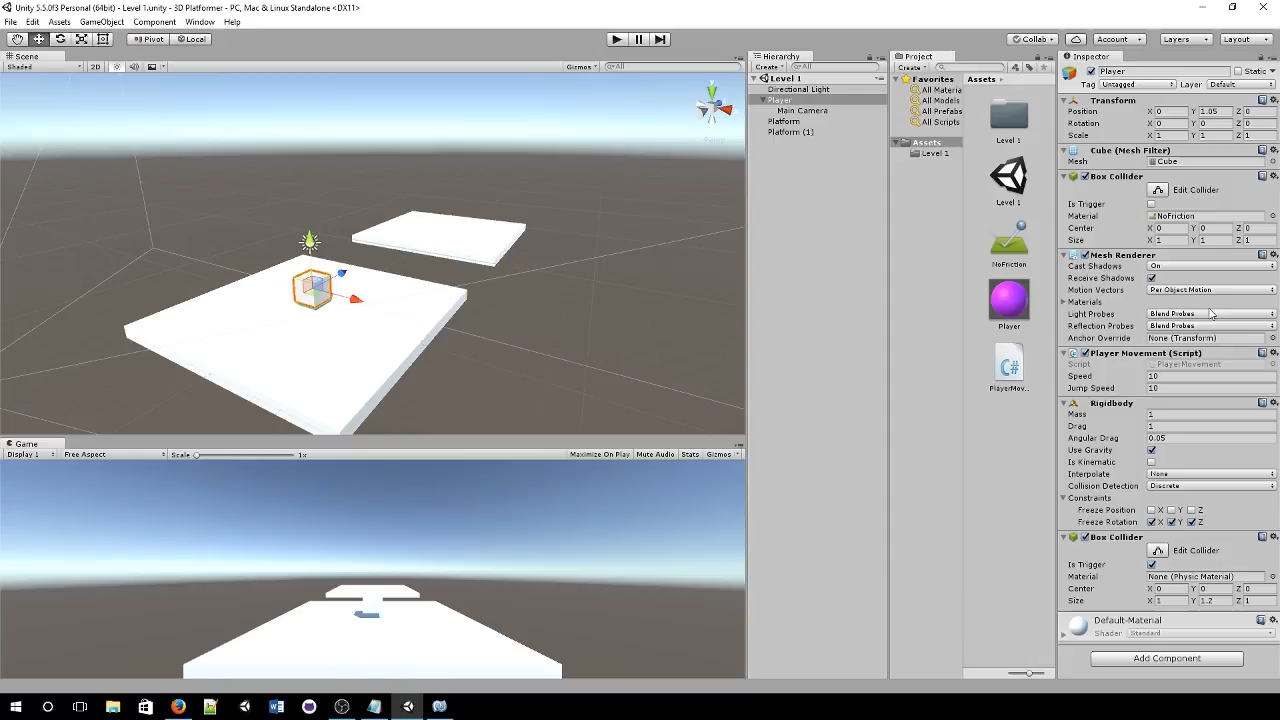 Unity 5.5.0f3 Personal (64bit) - Level 1.unity - 3D Platformer - PC, Mac & Linux Standalone <DX11>
File Edit Assets GameObject Component Window Help
Pivot Local Collab Account Layers Layout
Scene
Shaded 2D Gizmos All
y
x
Persp
Game
Display 1 Free Aspect Scale 1x Maximize On Play Mute Audio Stats Gizmos
Hierarchy
Create All
Level 1
Directional Light
Player
Main Camera
Platform
Platform (1)
Project
Create
Favorites
All Materia
All Models
All Prefabs
All Scripts
Assets
Level 1
Assets
Level 1
Level 1
NoFriction
Player
C#
PlayerMov...
Inspector
Player Static
Tag Untagged Layer Default
Transform
Position X 0 Y 1.05 Z 0
Rotation X 0 Y 0 Z 0
Scale X 1 Y 1 Z 1
Cube (Mesh Filter)
Mesh Cube
Box Collider
Edit Collider
Is Trigger
Material NoFriction
Center X 0 Y 0 Z 0
Size X 1 Y 1 Z 1
Mesh Renderer
Cast Shadows On
Receive Shadows
Motion Vectors Per Object Motion
Materials
Light Probes Blend Probes
Reflection Probes Blend Probes
Anchor Override None (Transform)
Player Movement (Script)
Script PlayerMovement
Speed 10
Jump Speed 10
Rigidbody
Mass 1
Drag 1
Angular Drag 0.05
Use Gravity
Is Kinematic
Interpolate None
Collision Detection Discrete
Constraints
Freeze Position X Y Z
Freeze Rotation X Y Z
Box Collider
Edit Collider
Is Trigger
Material None (Physic Material)
Center X 0 Y 0 Z 0
Size X 1 Y 1.2 Z 1
Default-Material
Shader Standard
Add Component